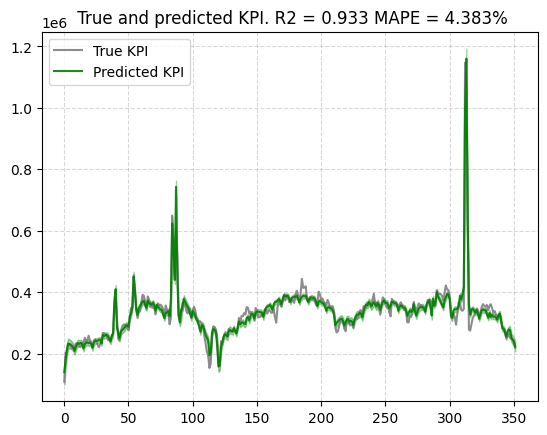 True and predicted KPI. R2 = 0.933 MAPE = 4.383%
1e6
True KPI
Predicted KPI
1.2
1.0
0.8
0.6
0.4
0.2
0 50 100 150 200 250 300 350